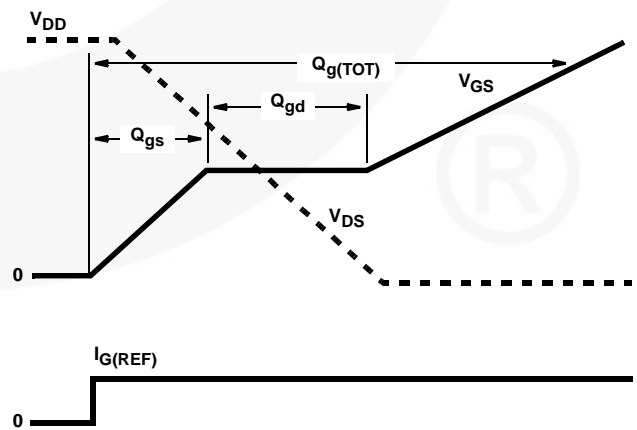 VDD
Qg(TOT)
Qgd
VGS
Qgs
VDS
0
IG(REF)
0
®